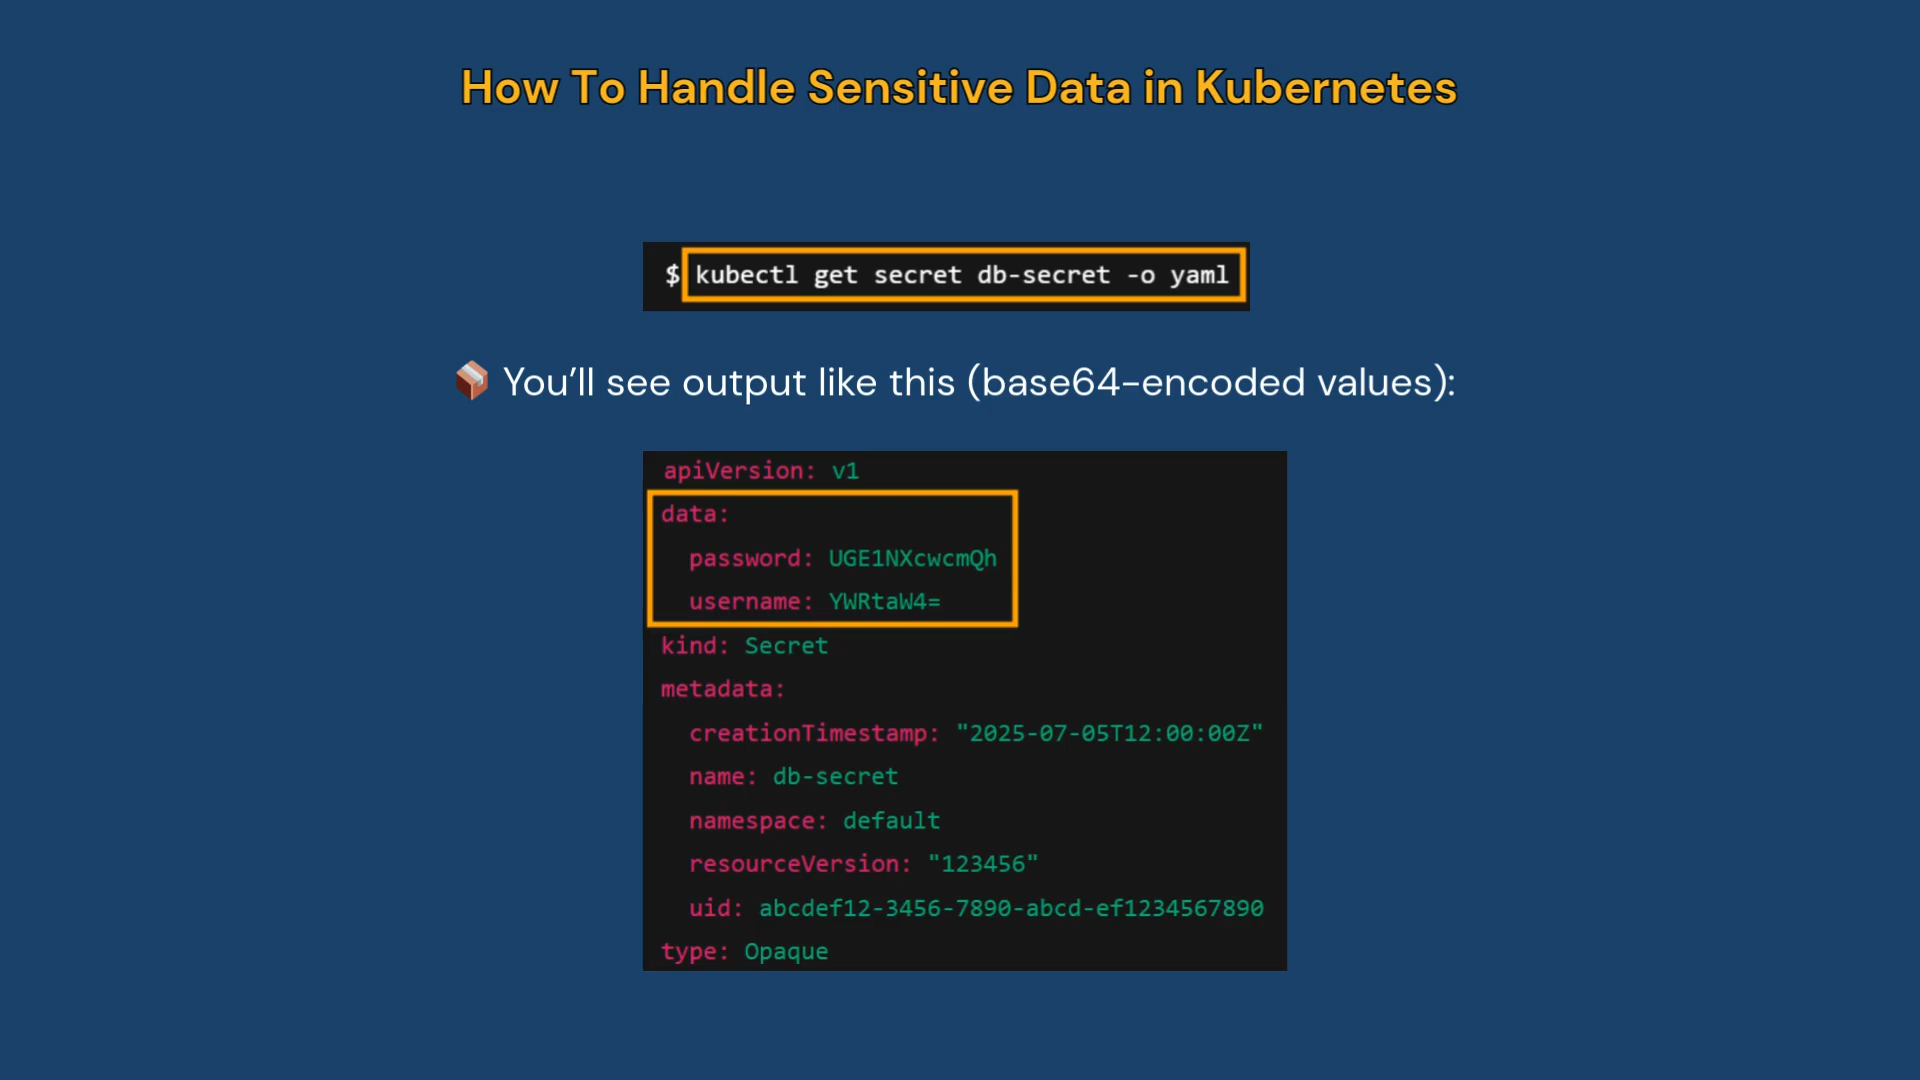 How To Handle Sensitive Data in Kubernetes
$ kubectl get secret db-secret -o yaml
You’ll see output like this (base64-encoded values):
apiVersion: v1
data:
  password: UGE1NXcwcmQh
  username: YWRtaW4=
kind: Secret
metadata:
  creationTimestamp: "2025-07-05T12:00:00Z"
  name: db-secret
  namespace: default
  resourceVersion: "123456"
  uid: abcdef12-3456-7890-abcd-ef1234567890
type: Opaque